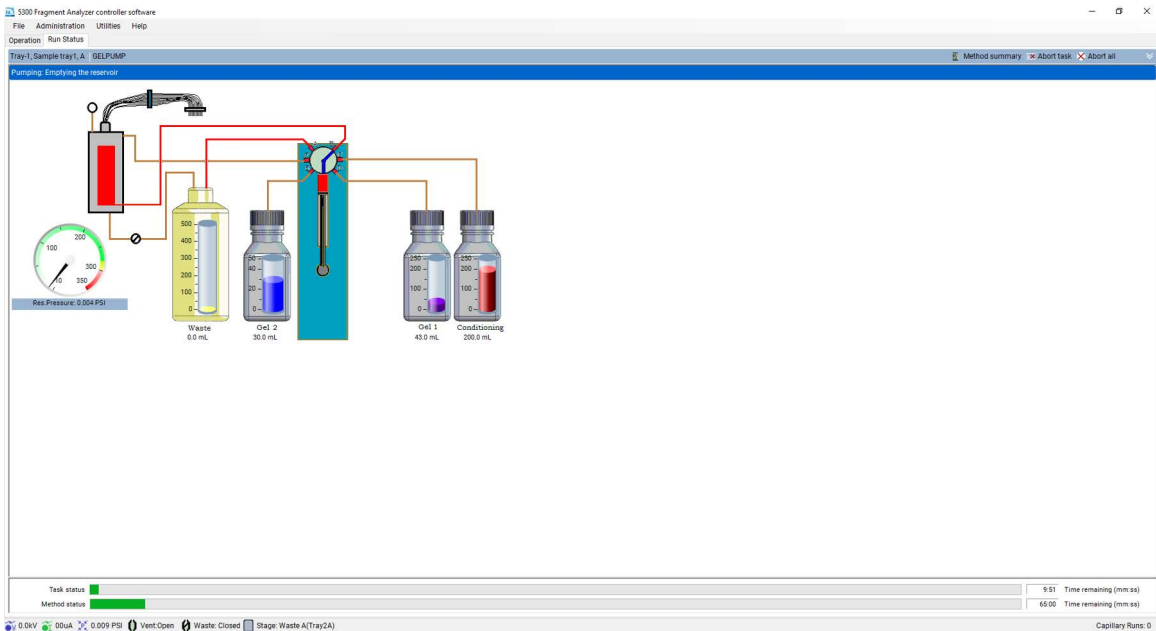 5300 Fragment Analyzer controller software
File Administration Utilities Help
Operation Run Status
Tray-1, Sample tray1, A GELPUMP Method summary Abort task Abort all
Pumping: Emptying the reservoir
100 200 300 350 10
Res.Pressure: 0.004 PSI
500
400
300
200
100
0
Waste
0.0 mL
50
40
20
0
Gel 2
30.0 mL
250
200
100
0
Gel 1
43.0 mL
250
200
100
0
Conditioning
200.0 mL
Task status 9:51 Time remaining (mm:ss)
Method status 65:00 Time remaining (mm:ss)
0.0kV 00uA 0.009 PSI Vent:Open Waste: Closed Stage: Waste A(Tray2A) Capillary Runs: 0